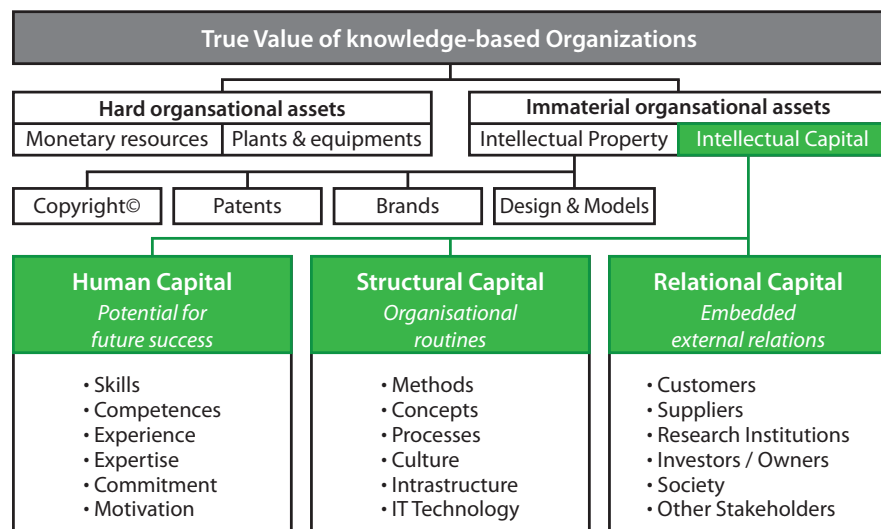 True Value of knowledge-based Organizations
Hard organsational assets
Monetary resources
Plants & equipments
Immaterial organsational assets
Intellectual Property
Intellectual Capital
Copyright©
Patents
Brands
Design & Models
Human Capital
Potential for
future success
• Skills
• Competences
• Experience
• Expertise
• Commitment
• Motivation
Structural Capital
Organisational
routines
• Methods
• Concepts
• Processes
• Culture
• Intrastructure
• IT Technology
Relational Capital
Embedded
external relations
• Customers
• Suppliers
• Research Institutions
• Investors / Owners
• Society
• Other Stakeholders